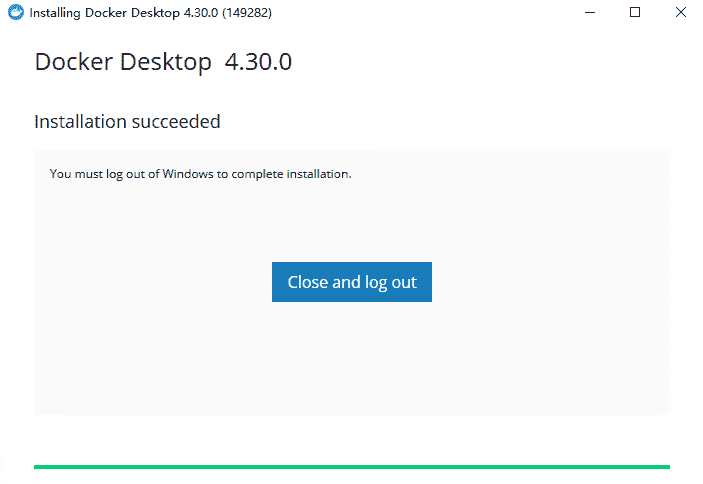 Installing Docker Desktop 4.30.0 (149282)
Docker Desktop 4.30.0
Installation succeeded
You must log out of Windows to complete installation.
Close and log out